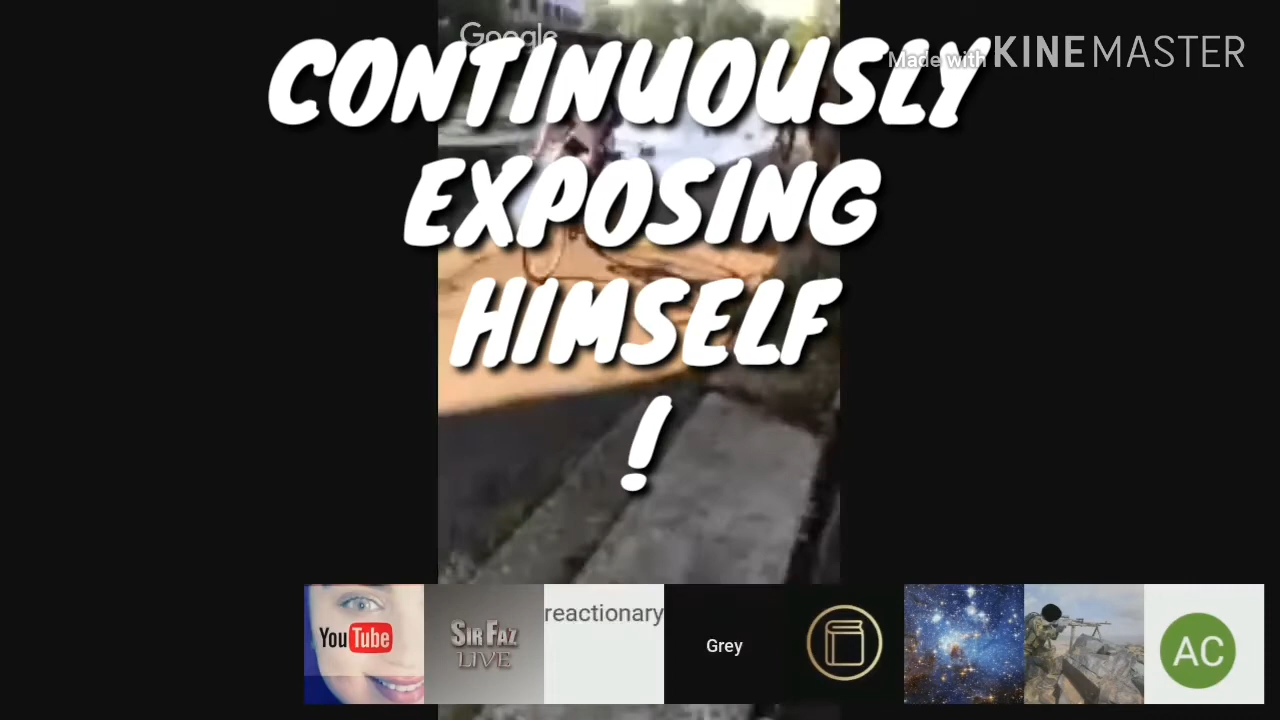 Google
Made with KINEMASTER
CONTINUOUSLY
EXPOSING
HIMSELF
!
YouTube
SIR FAZ
LIVE
reactionary
Grey
AC